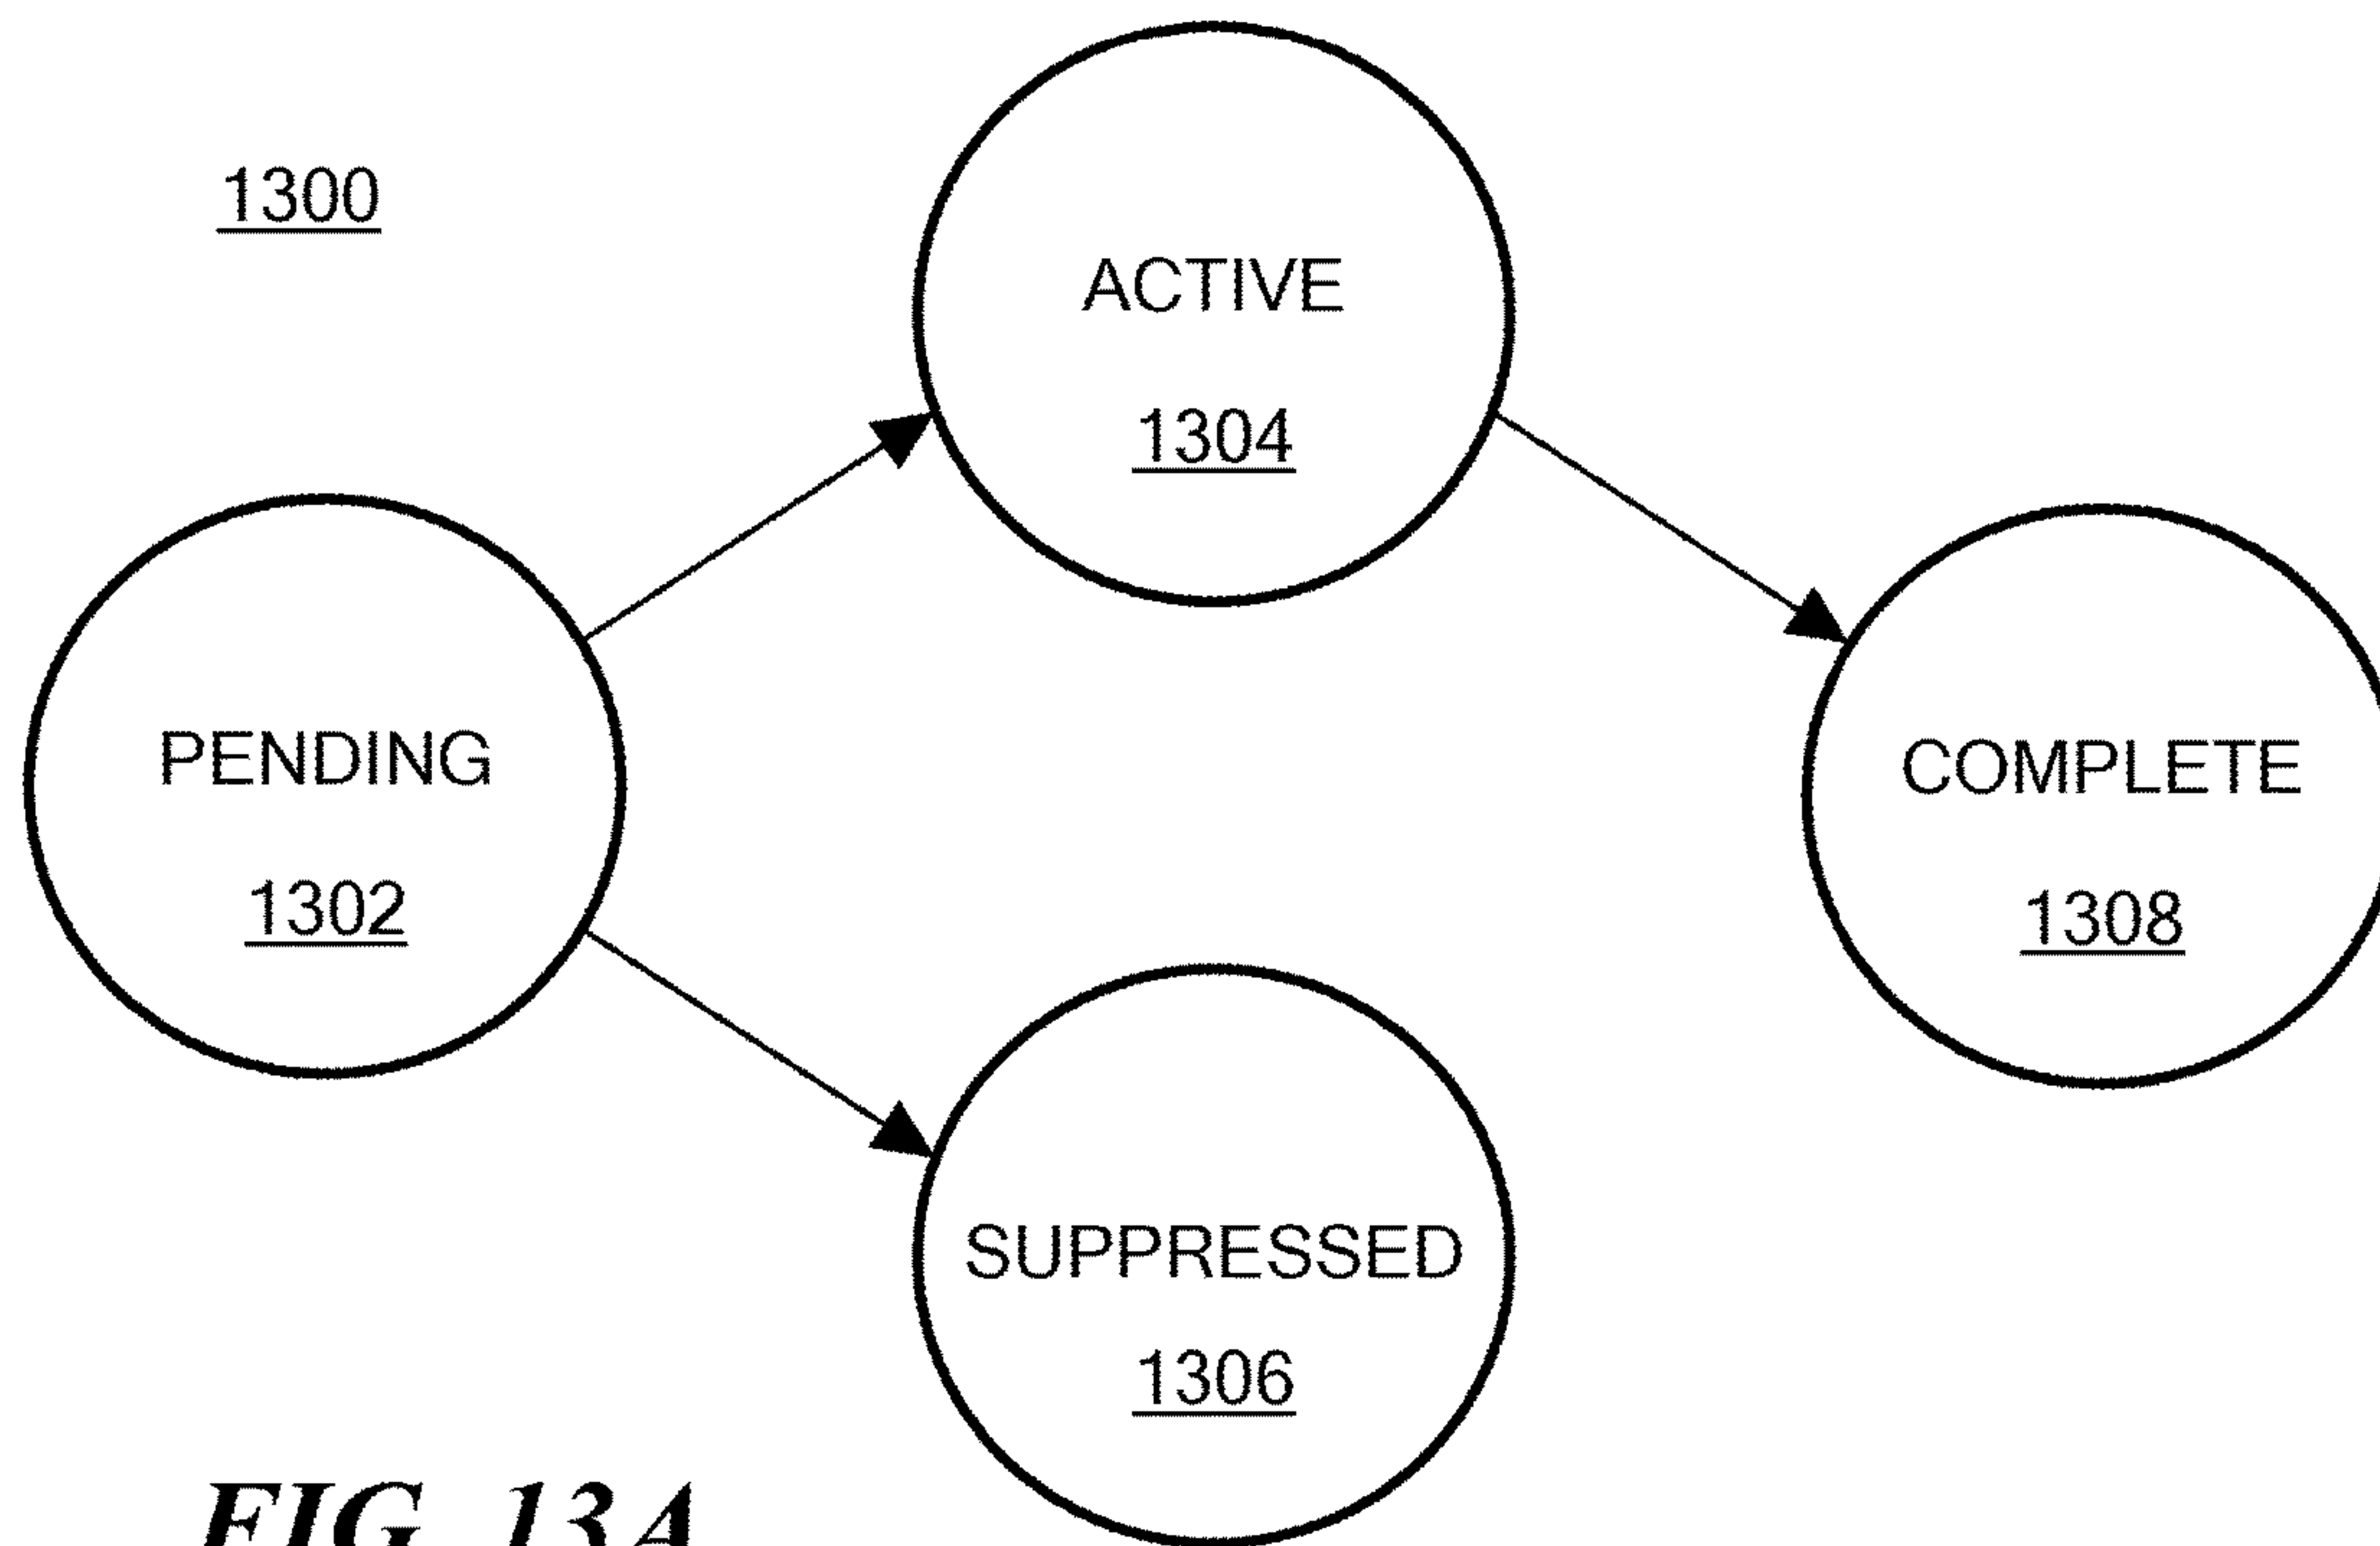 1300
ACTIVE
1304
PENDING
1302
COMPLETE
1308
SUPPRESSED
1306
FIG. 13A